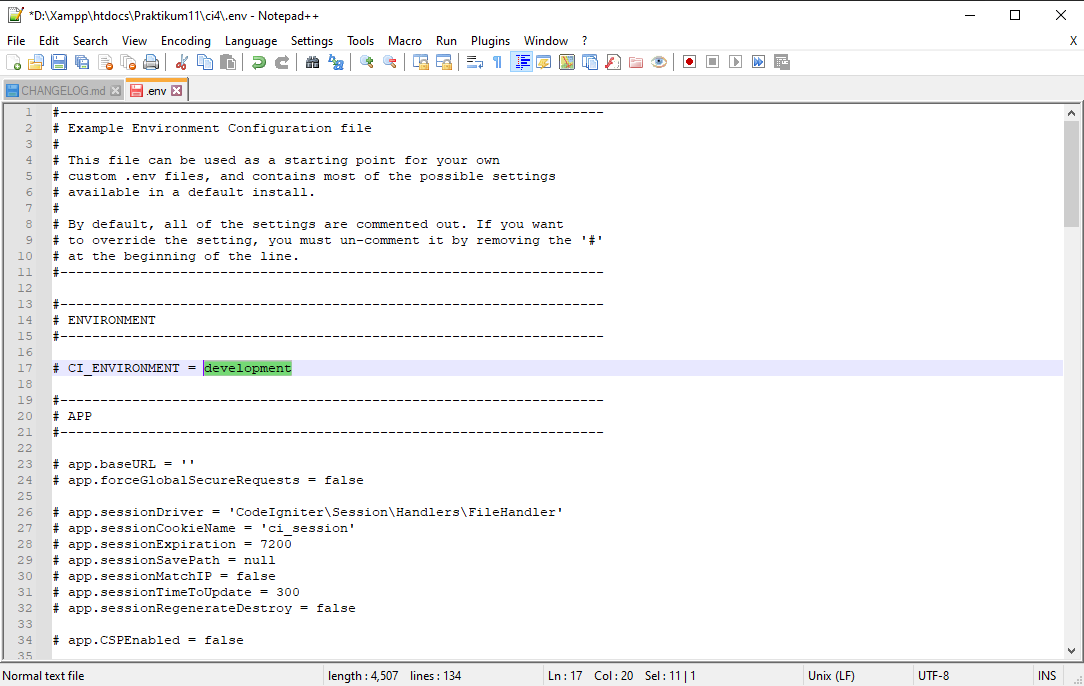 *D:\Xampp\htdocs\Praktikum11\ci4\.env - Notepad++
File Edit Search View Encoding Language Settings Tools Macro Run Plugins Window ? X
CHANGELOG.md .env
1 #--------------------------------------------------------------------
2 # Example Environment Configuration file
3 #
4 # This file can be used as a starting point for your own
5 # custom .env files, and contains most of the possible settings
6 # available in a default install.
7 #
8 # By default, all of the settings are commented out. If you want
9 # to override the setting, you must un-comment it by removing the '#'
10 # at the beginning of the line.
11 #--------------------------------------------------------------------
12
13 #--------------------------------------------------------------------
14 # ENVIRONMENT
15 #--------------------------------------------------------------------
16
17 # CI_ENVIRONMENT = development
18
19 #--------------------------------------------------------------------
20 # APP
21 #--------------------------------------------------------------------
22
23 # app.baseURL = ''
24 # app.forceGlobalSecureRequests = false
25
26 # app.sessionDriver = 'CodeIgniter\Session\Handlers\FileHandler'
27 # app.sessionCookieName = 'ci_session'
28 # app.sessionExpiration = 7200
29 # app.sessionSavePath = null
30 # app.sessionMatchIP = false
31 # app.sessionTimeToUpdate = 300
32 # app.sessionRegenerateDestroy = false
33
34 # app.CSPEnabled = false
35
Normal text file length : 4,507 lines : 134 Ln : 17 Col : 20 Sel : 11 | 1 Unix (LF) UTF-8 INS